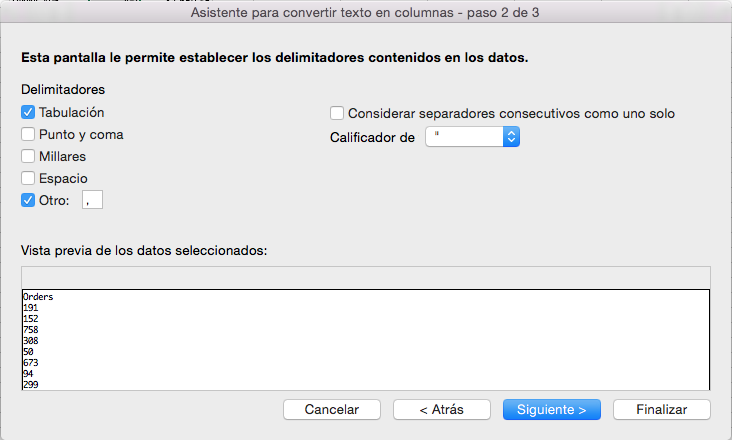 Asistente para convertir texto en columnas - paso 2 de 3
Esta pantalla le permite establecer los delimitadores contenidos en los datos.
Delimitadores
Tabulación
Punto y coma
Millares
Espacio
Otro: ,
Considerar separadores consecutivos como uno solo
Calificador de "
Vista previa de los datos seleccionados:
Orders
191
152
758
308
50
673
94
299
Cancelar
< Atrás
Siguiente >
Finalizar